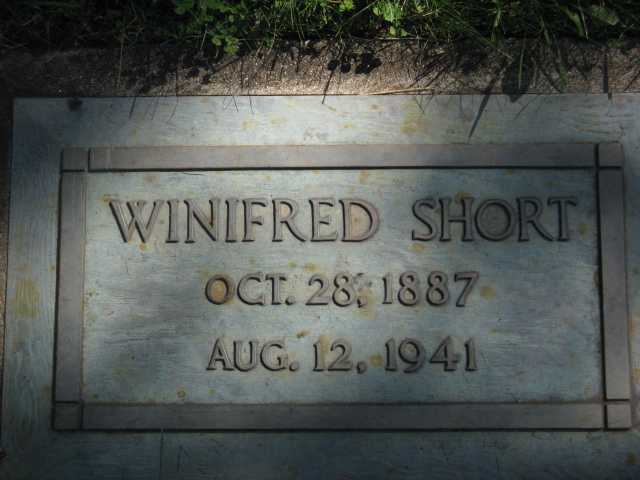 WINIFRED SHORT
OCT. 28, 1887
AUG. 12, 1941